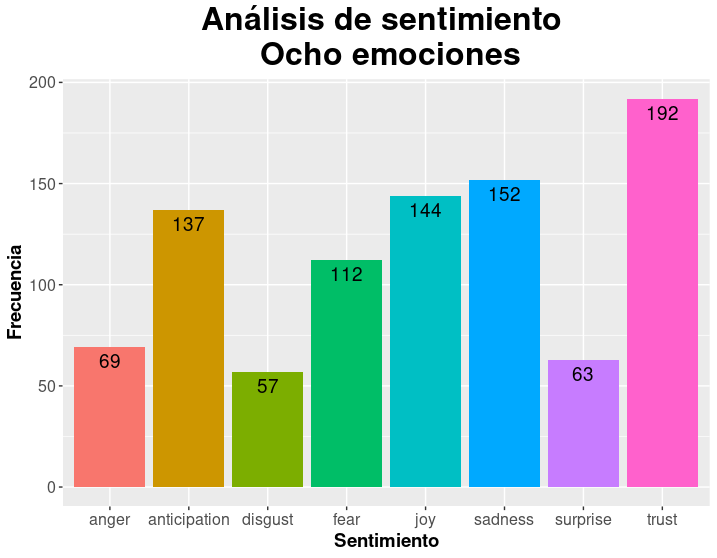 Análisis de sentimiento
Ocho emociones
Frecuencia
200
150
100
50
0
69
137
57
112
144
152
63
192
anger anticipation disgust fear joy sadness surprise trust
Sentimiento